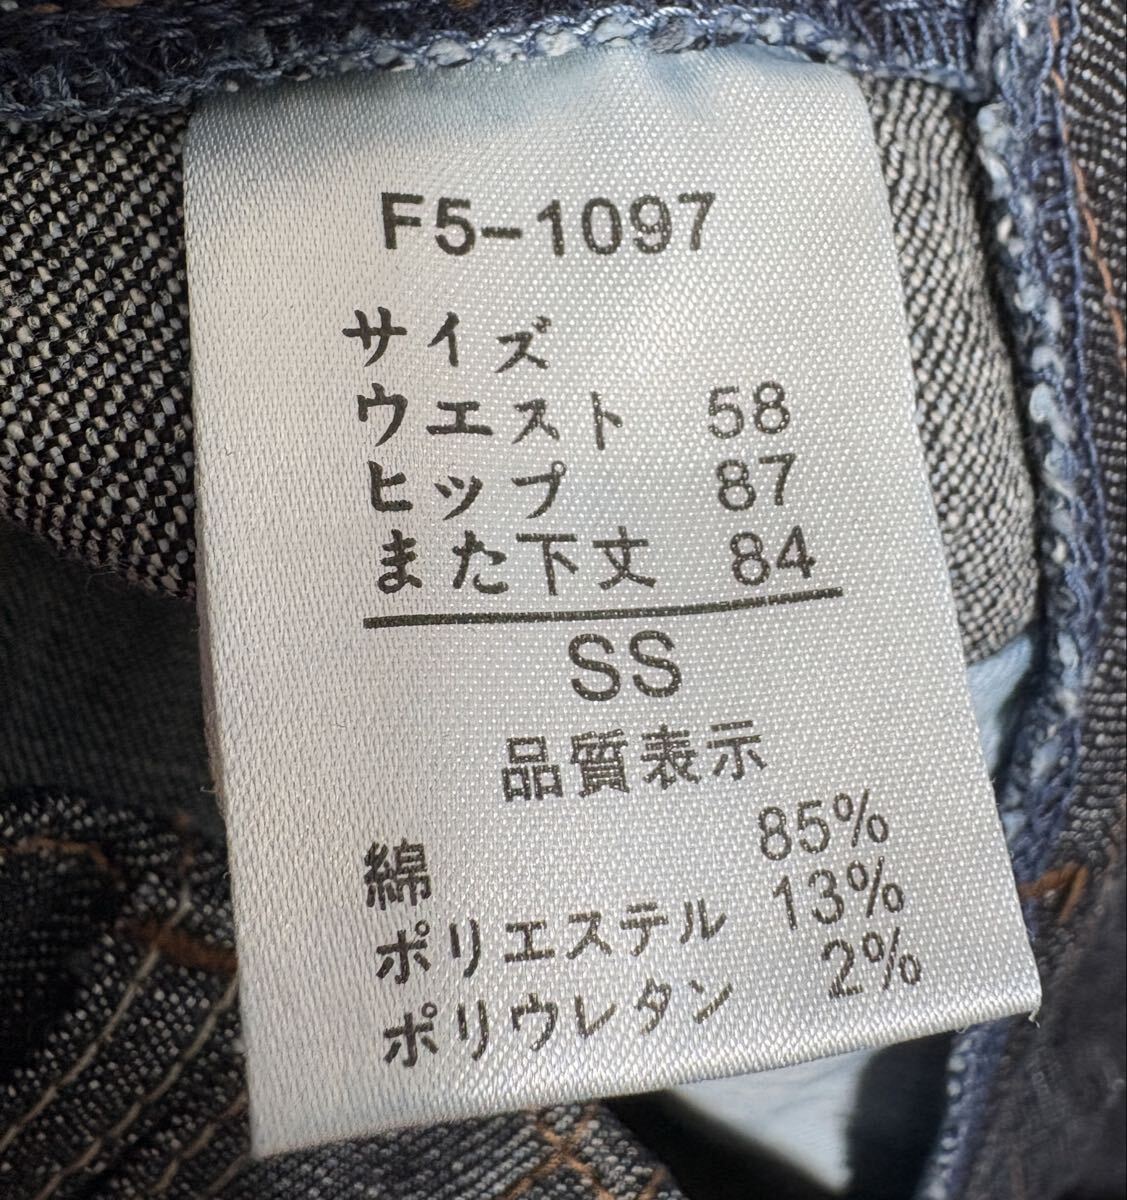 F5-1097
サイズ
ウエスト 58
ヒップ 87
また下丈 84
SS
品質表示
綿 85%
ポリエステル 13%
ポリウレタン 2%